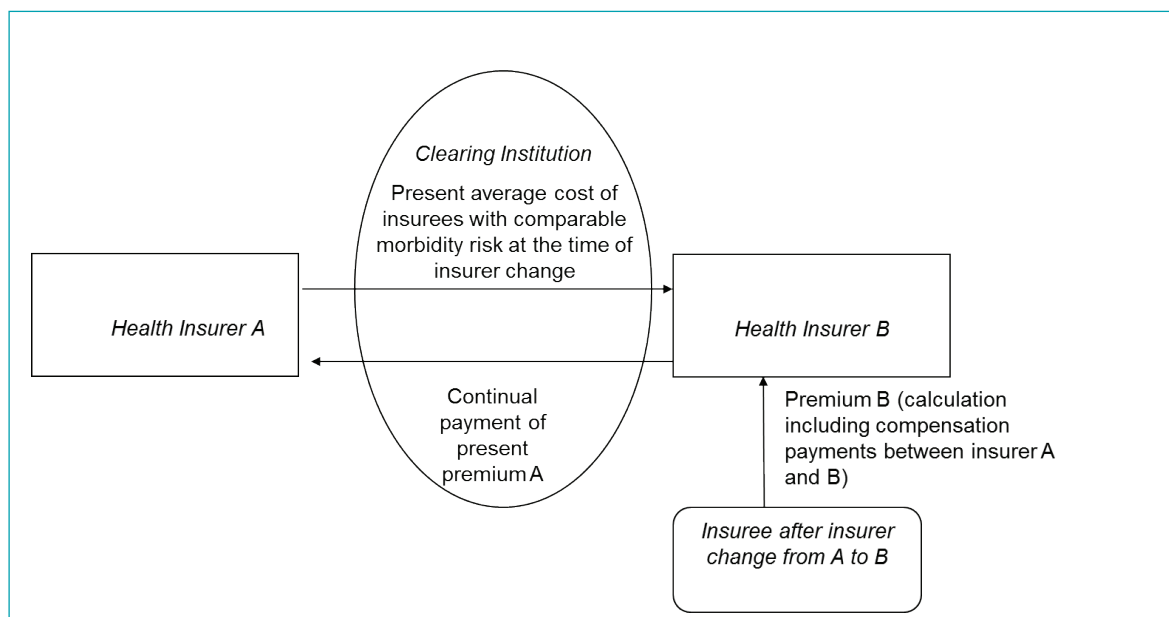 Clearing Institution
Present average cost of
insurees with comparable
morbidity risk at the time of
insurer change
Health Insurer A
Health Insurer B
Continual
payment of
present
premium A
Premium B (calculation
including compensation
payments between insurer A
and B)
Insuree after insurer
change from A to B